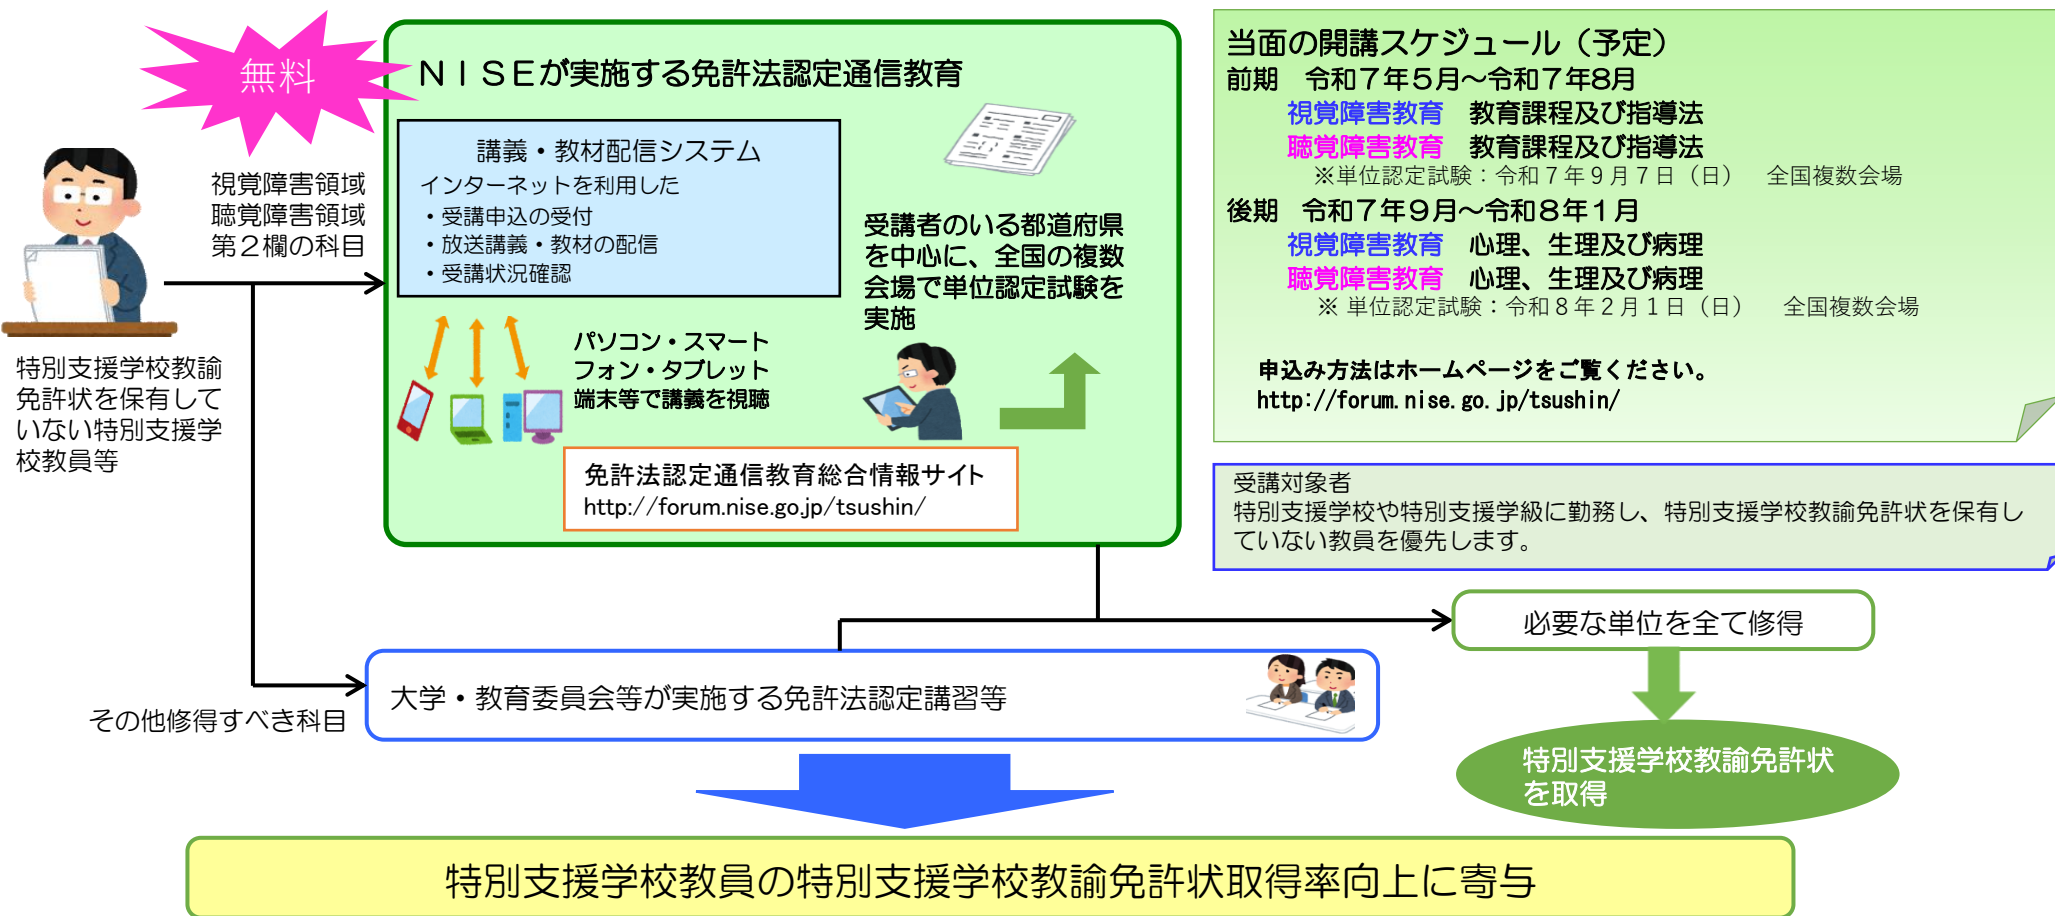 無料
視覚障害領域
聴覚障害領域
第２欄の科目
特別支援学校教諭
免許状を保有して
いない特別支援学
校教員等
ＮＩＳＥが実施する免許法認定通信教育
講義・教材配信システム
インターネットを利用した
・受講申込の受付
・放送講義・教材の配信
・受講状況確認
パソコン・スマート
フォン・タブレット
端末等で講義を視聴
受講者のいる都道府県
を中心に、全国の複数
会場で単位認定試験を
実施
免許法認定通信教育総合情報サイト
http://forum.nise.go.jp/tsushin/
当面の開講スケジュール（予定）
前期　令和７年５月～令和７年８月
視覚障害教育　教育課程及び指導法
聴覚障害教育　教育課程及び指導法
※単位認定試験：令和７年９月７日（日）　全国複数会場
後期　令和７年９月～令和８年１月
視覚障害教育　心理、生理及び病理
聴覚障害教育　心理、生理及び病理
※ 単位認定試験：令和８年２月１日（日）　全国複数会場
申込み方法はホームページをご覧ください。
http://forum.nise.go.jp/tsushin/
受講対象者
特別支援学校や特別支援学級に勤務し、特別支援学校教諭免許状を保有し
ていない教員を優先します。
必要な単位を全て修得
その他修得すべき科目
大学・教育委員会等が実施する免許法認定講習等
特別支援学校教諭免許状
を取得
特別支援学校教員の特別支援学校教諭免許状取得率向上に寄与